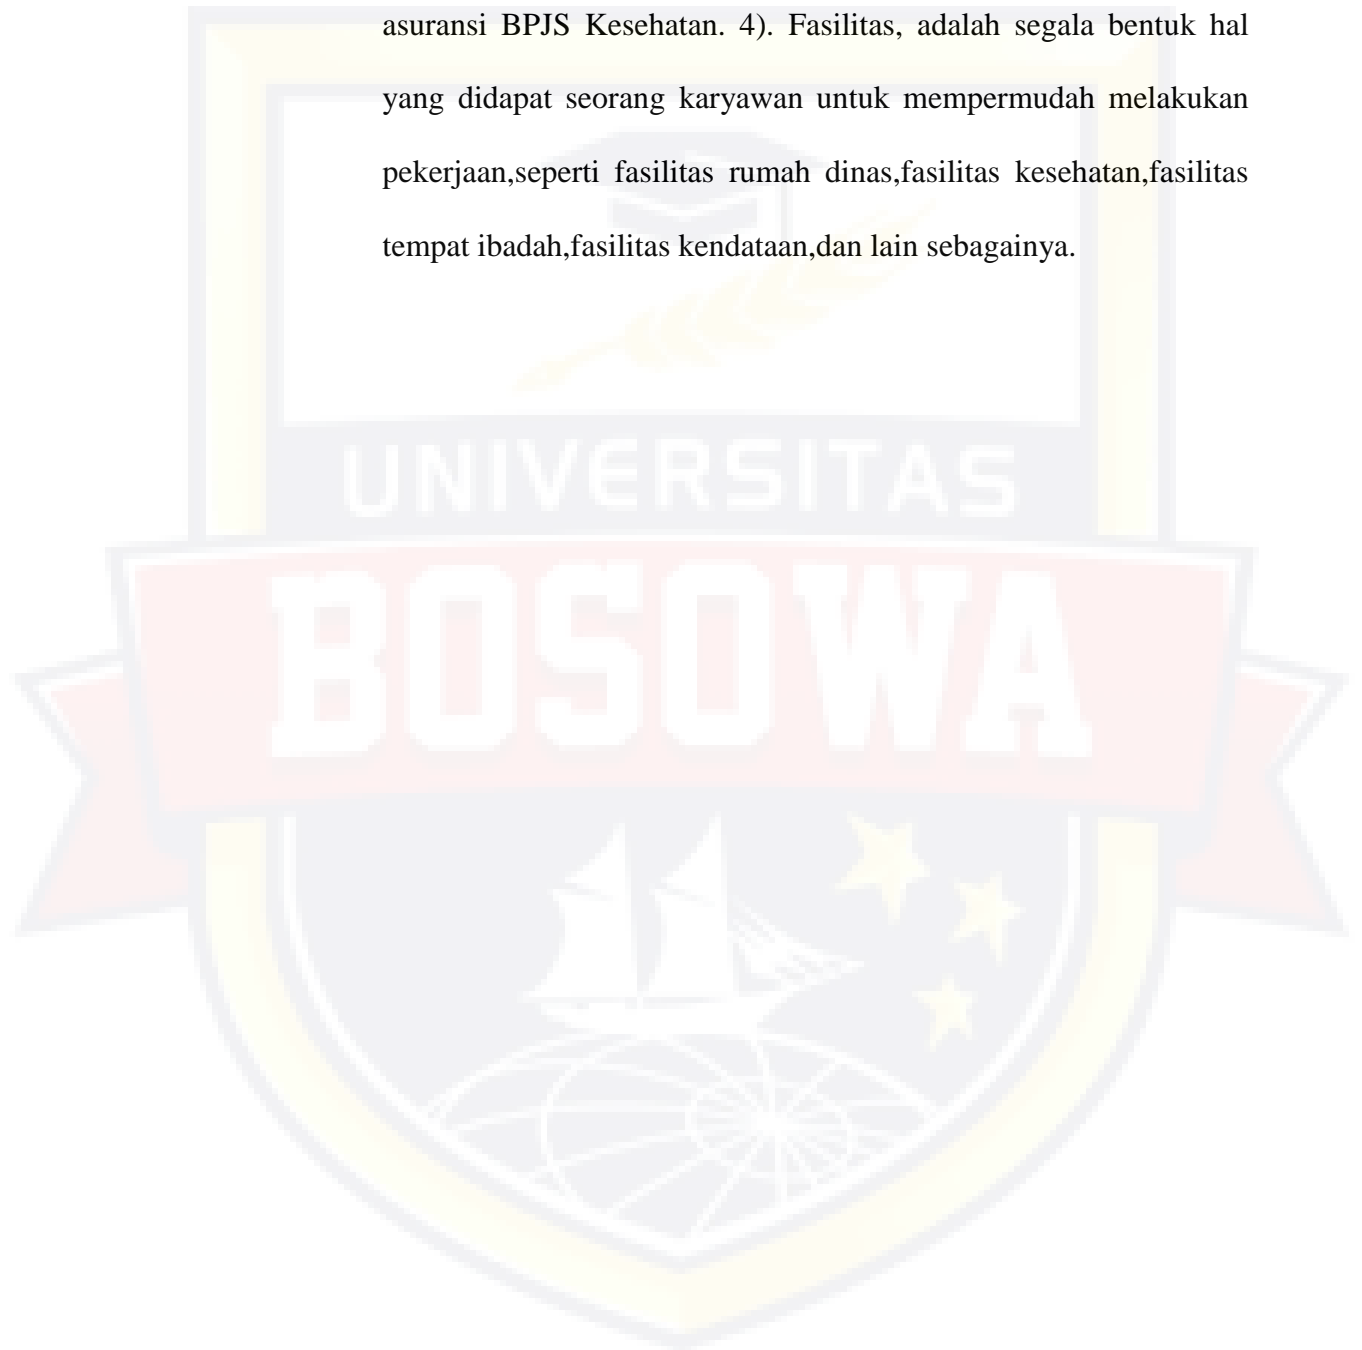 asuransi BPJS Kesehatan. 4). Fasilitas, adalah segala bentuk hal
yang didapat seorang karyawan untuk mempermudah melakukan
pekerjaan,seperti fasilitas rumah dinas,fasilitas kesehatan,fasilitas
tempat ibadah,fasilitas kendataan,dan lain sebagainya.
UNIVERSITAS
BOSOWA